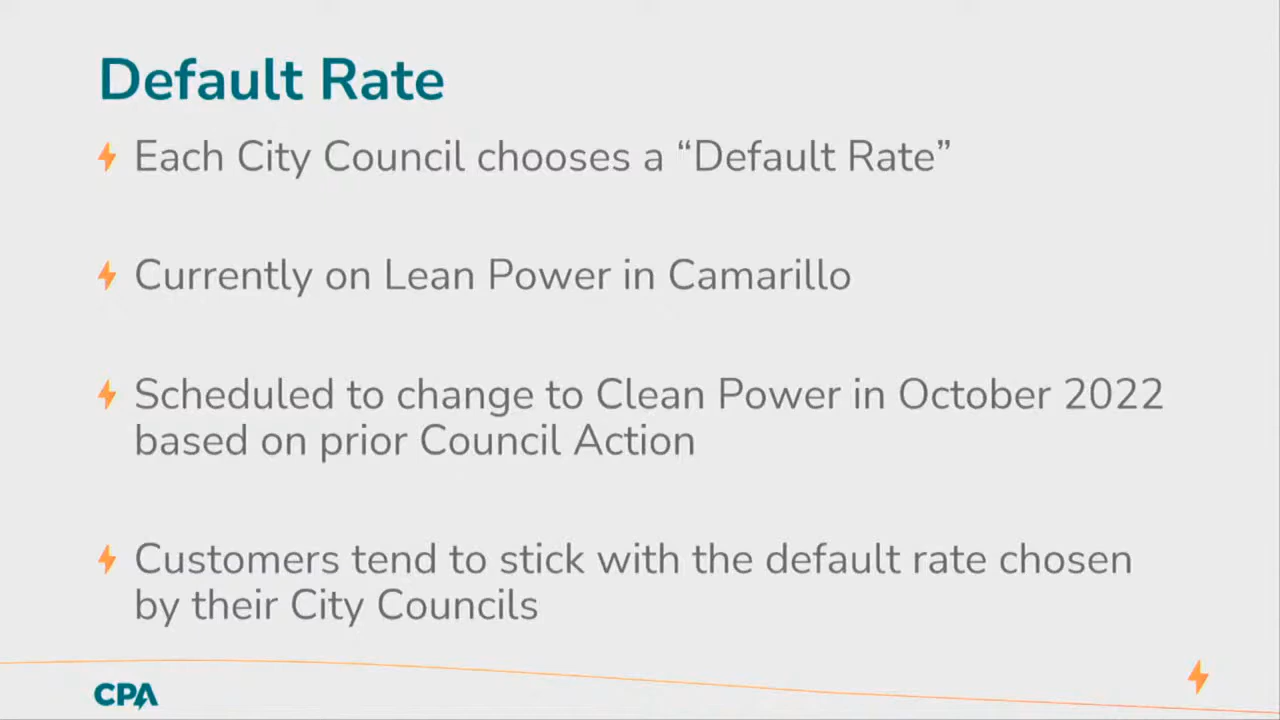 Default Rate
Each City Council chooses a “Default Rate”
Currently on Lean Power in Camarillo
Scheduled to change to Clean Power in October 2022
based on prior Council Action
Customers tend to stick with the default rate chosen
by their City Councils
CPA